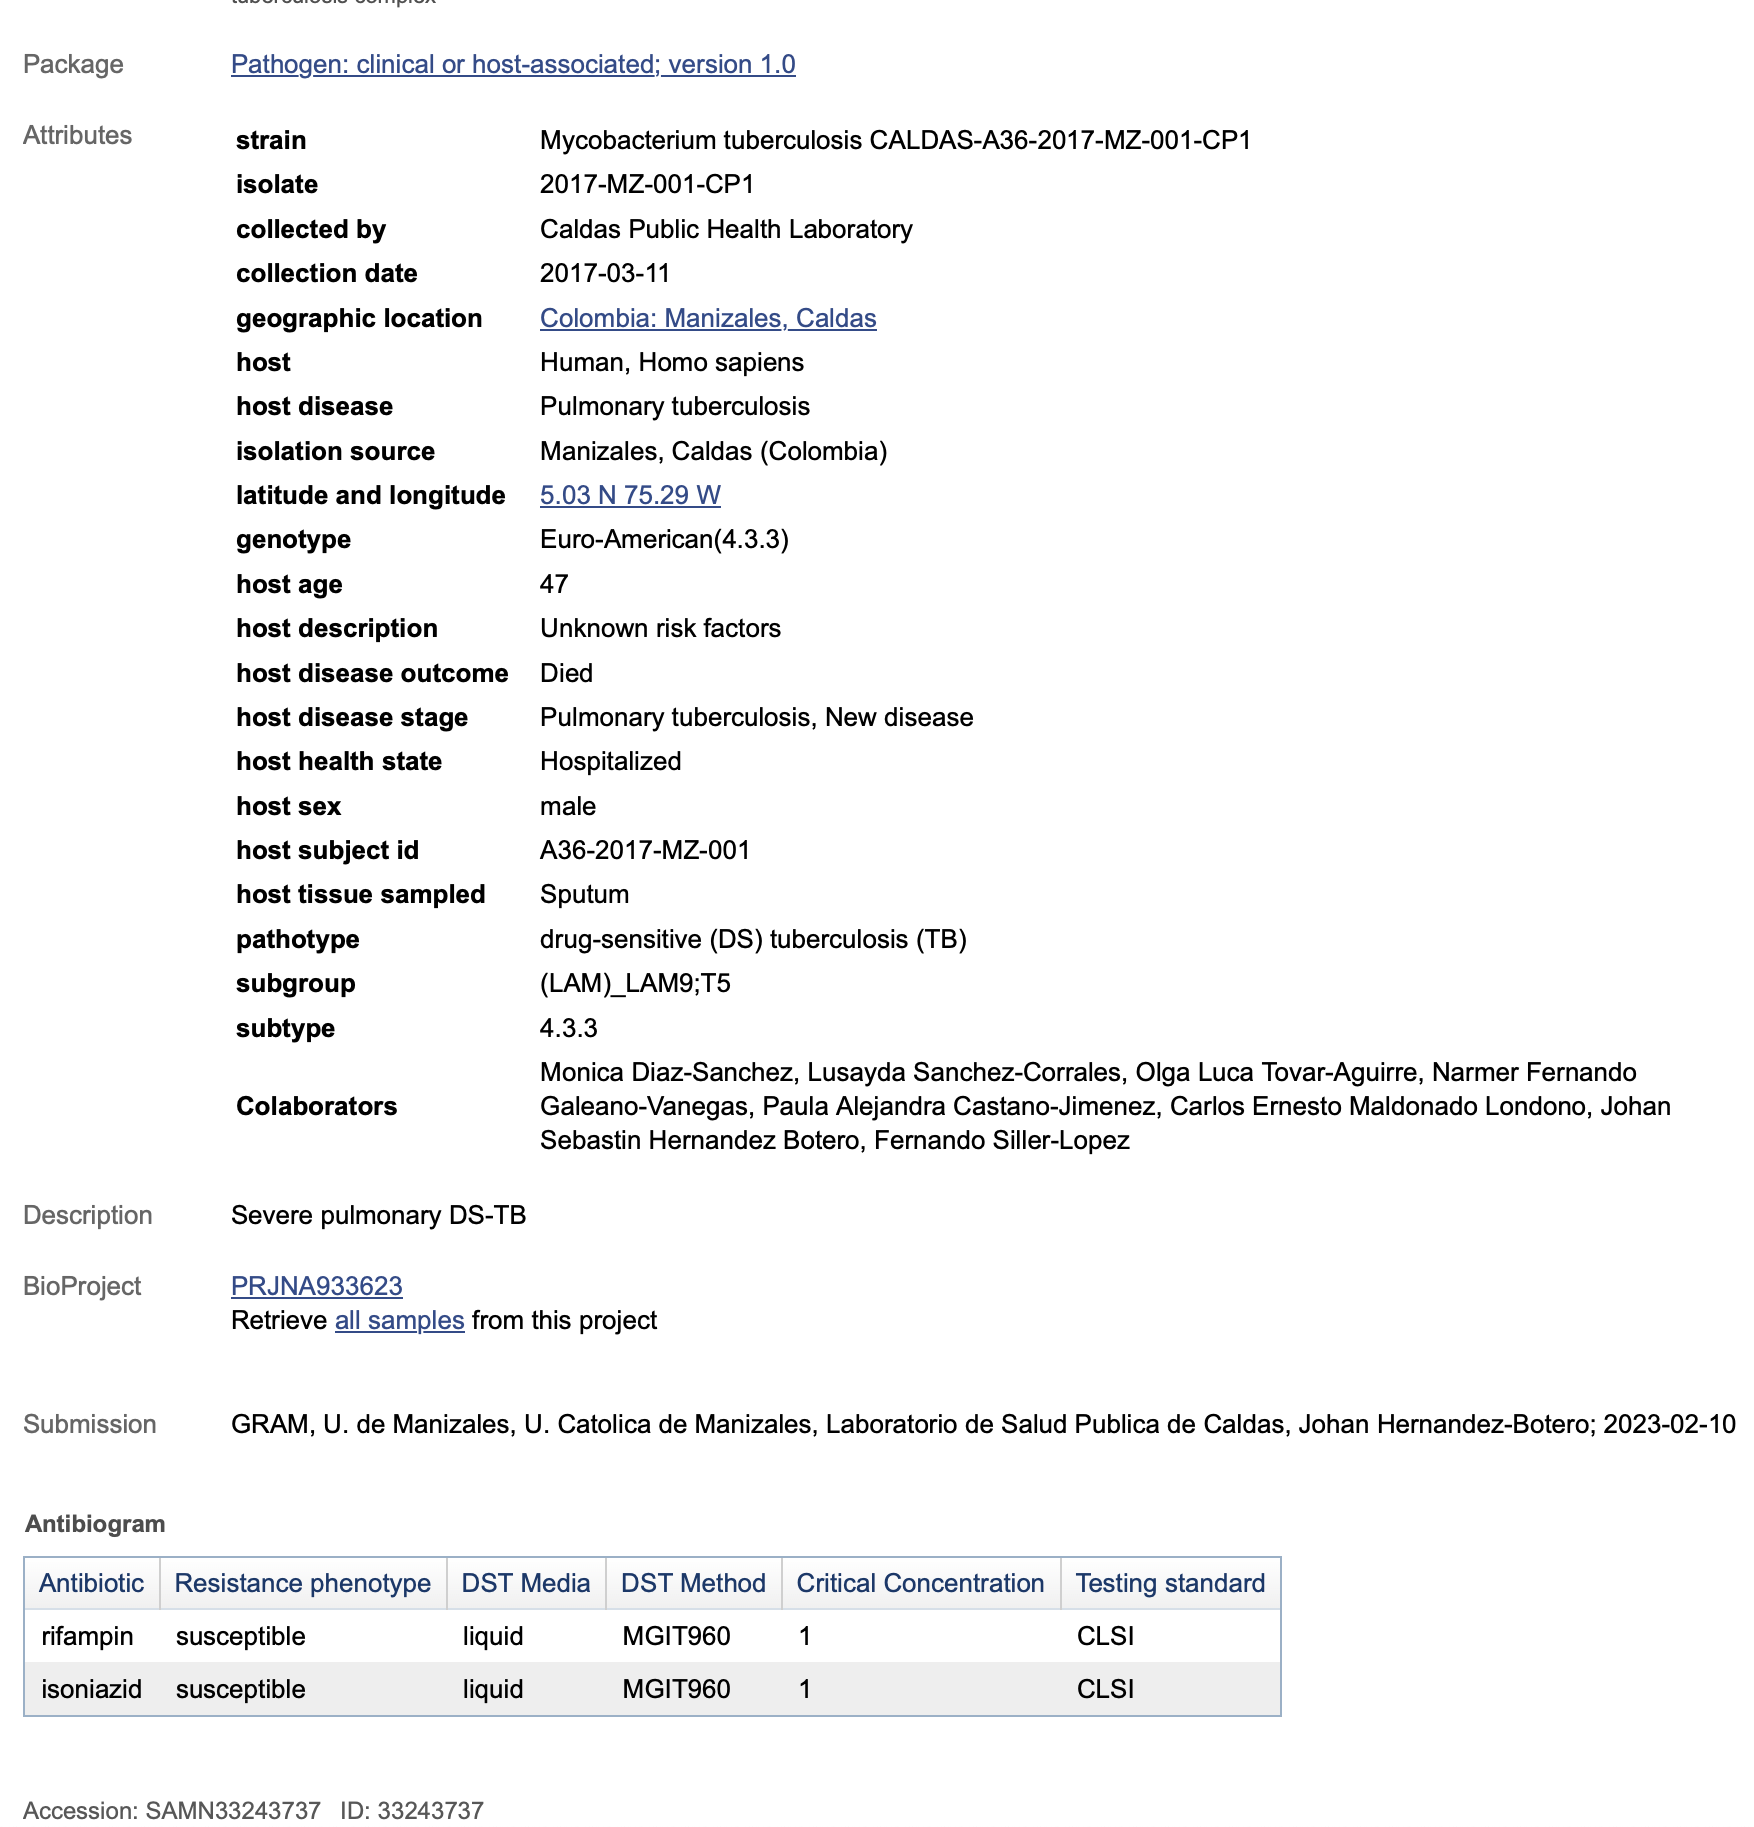 tuberculosis complex
Package Pathogen: clinical or host-associated; version 1.0
Attributes
strain Mycobacterium tuberculosis CALDAS-A36-2017-MZ-001-CP1
isolate 2017-MZ-001-CP1
collected by Caldas Public Health Laboratory
collection date 2017-03-11
geographic location Colombia: Manizales, Caldas
host Human, Homo sapiens
host disease Pulmonary tuberculosis
isolation source Manizales, Caldas (Colombia)
latitude and longitude 5.03 N 75.29 W
genotype Euro-American(4.3.3)
host age 47
host description Unknown risk factors
host disease outcome Died
host disease stage Pulmonary tuberculosis, New disease
host health state Hospitalized
host sex male
host subject id A36-2017-MZ-001
host tissue sampled Sputum
pathotype drug-sensitive (DS) tuberculosis (TB)
subgroup (LAM)_LAM9;T5
subtype 4.3.3
Colaborators
Monica Diaz-Sanchez, Lusayda Sanchez-Corrales, Olga Luca Tovar-Aguirre, Narmer Fernando
Galeano-Vanegas, Paula Alejandra Castano-Jimenez, Carlos Ernesto Maldonado Londono, Johan
Sebastin Hernandez Botero, Fernando Siller-Lopez
Description Severe pulmonary DS-TB
BioProject PRJNA933623
Retrieve all samples from this project
Submission GRAM, U. de Manizales, U. Catolica de Manizales, Laboratorio de Salud Publica de Caldas, Johan Hernandez-Botero; 2023-02-10
Antibiogram
Antibiotic Resistance phenotype DST Media DST Method Critical Concentration Testing standard
rifampin susceptible liquid MGIT960 1 CLSI
isoniazid susceptible liquid MGIT960 1 CLSI
Accession: SAMN33243737 ID: 33243737